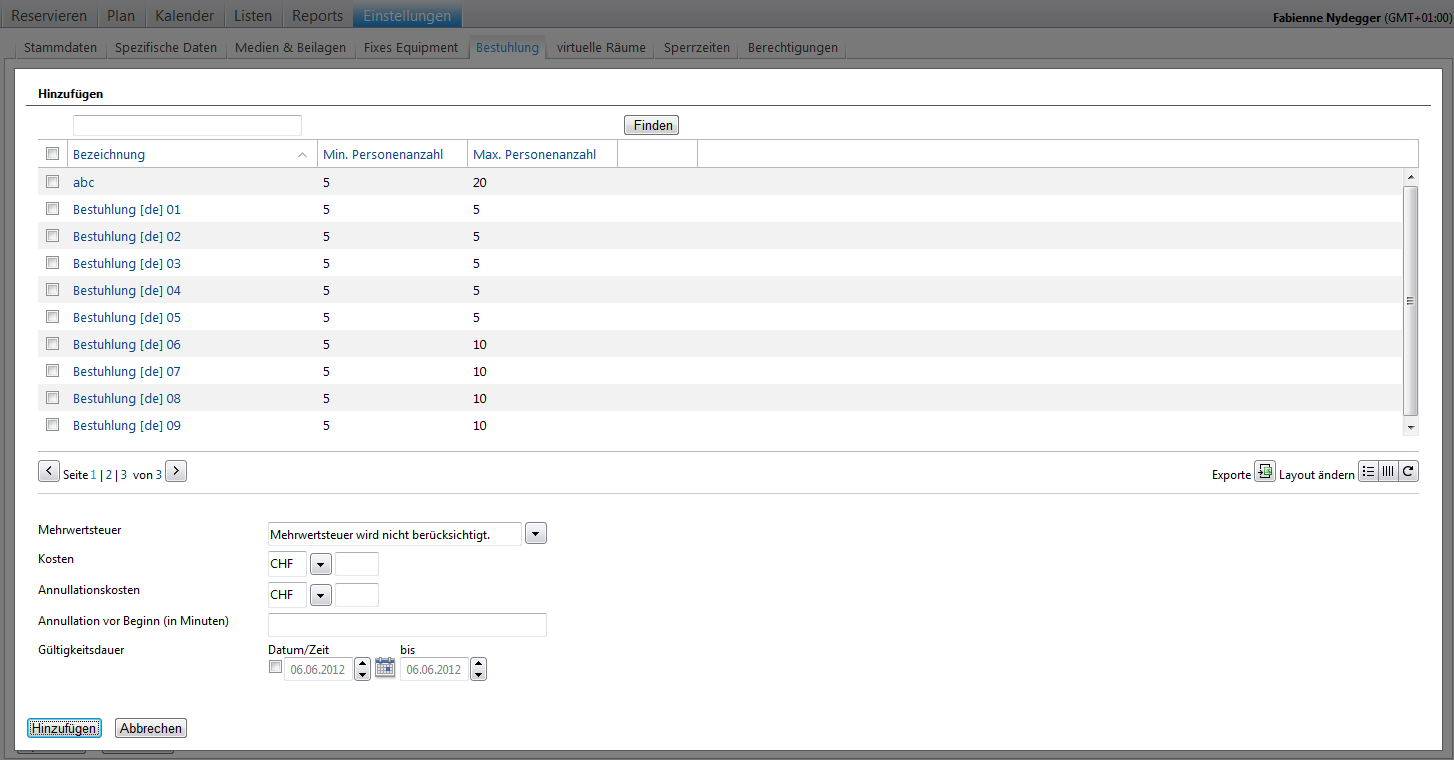 Reservieren Plan Kalender Listen Reports Einstellungen Fabienne Nydegger (GMT+01:00)
Stammdaten Spezifische Daten Medien & Beilagen Fixes Equipment Bestuhlung virtuelle Räume Sperrzeiten Berechtigungen
Hinzufügen
Finden
Bezeichnung Min. Personenanzahl Max. Personenanzahl
abc 5 20
Bestuhlung [de] 01 5 5
Bestuhlung [de] 02 5 5
Bestuhlung [de] 03 5 5
Bestuhlung [de] 04 5 5
Bestuhlung [de] 05 5 5
Bestuhlung [de] 06 5 10
Bestuhlung [de] 07 5 10
Bestuhlung [de] 08 5 10
Bestuhlung [de] 09 5 10
Seite 1 | 2 | 3 von 3 Exporte Layout ändern
Mehrwertsteuer Mehrwertsteuer wird nicht berücksichtigt.
Kosten CHF
Annullationskosten CHF
Annullation vor Beginn (in Minuten)
Gültigkeitsdauer Datum/Zeit bis
06.06.2012 06.06.2012
Hinzufügen Abbrechen